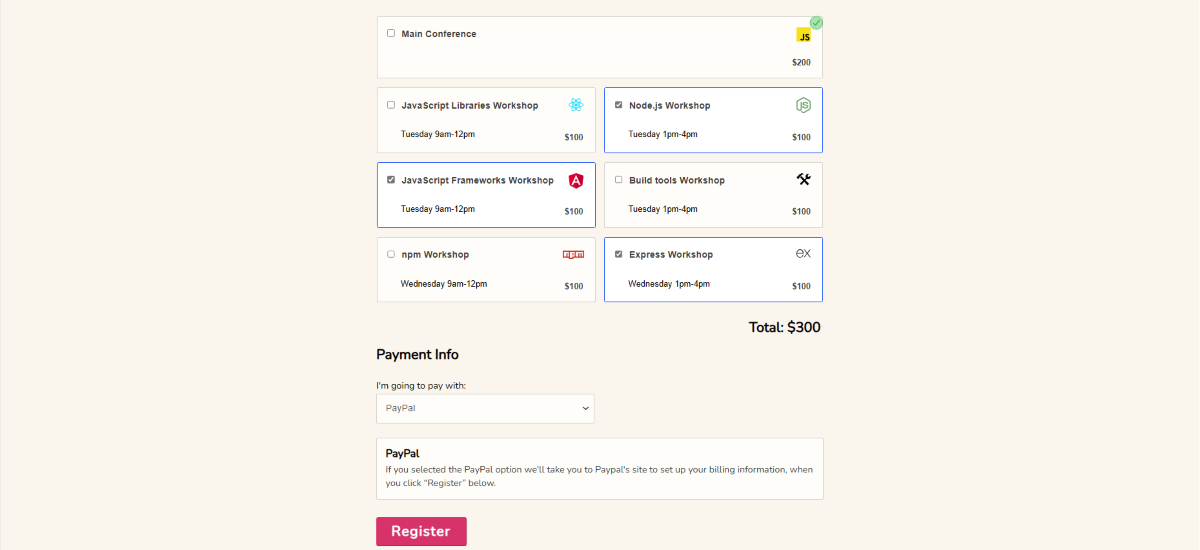 Main Conference
JS
$200
JavaScript Libraries Workshop
Tuesday 9am-12pm
$100
Node.js Workshop
JS
Tuesday 1pm-4pm
$100
JavaScript Frameworks Workshop
A
Tuesday 9am-12pm
$100
Build tools Workshop
Tuesday 1pm-4pm
$100
npm Workshop
npm
Wednesday 9am-12pm
$100
Express Workshop
ex
Wednesday 1pm-4pm
$100
Total: $300
Payment Info
I'm going to pay with:
PayPal
PayPal
If you selected the PayPal option we'll take you to Paypal's site to set up your billing information, when
you click “Register” below.
Register